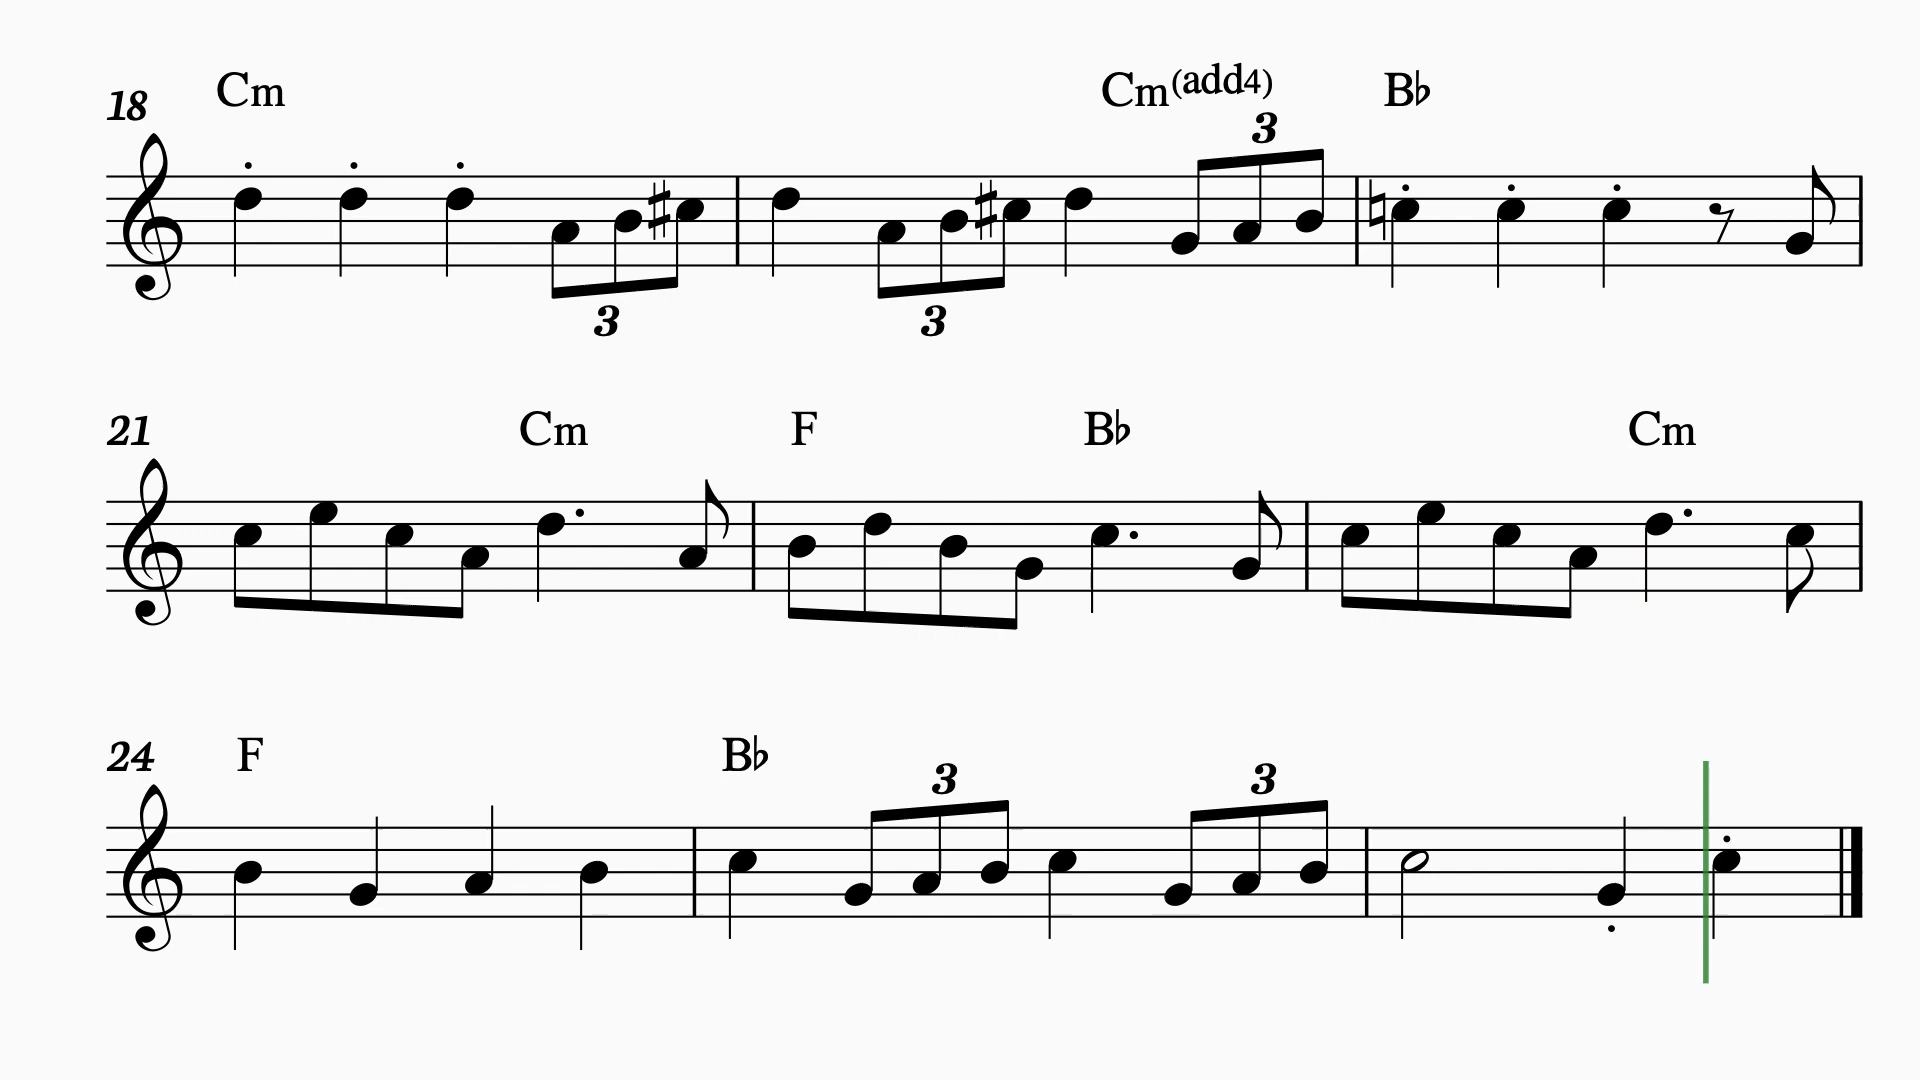 Cm Cm(add4) B♭
18 3
3 3
Cm F B♭ Cm
21
F B♭
24 3 3